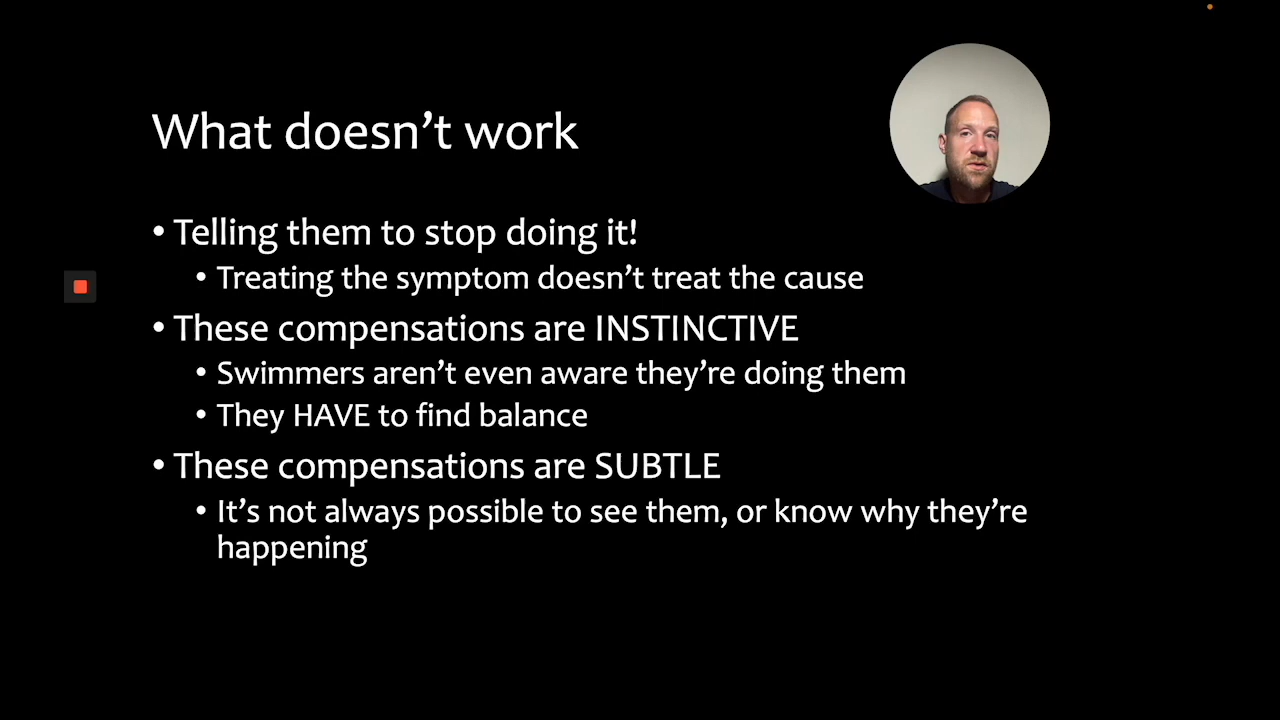 What doesn’t work
• Telling them to stop doing it!
• Treating the symptom doesn’t treat the cause
• These compensations are INSTINCTIVE
• Swimmers aren’t even aware they’re doing them
• They HAVE to find balance
• These compensations are SUBTLE
• It’s not always possible to see them, or know why they’re
happening